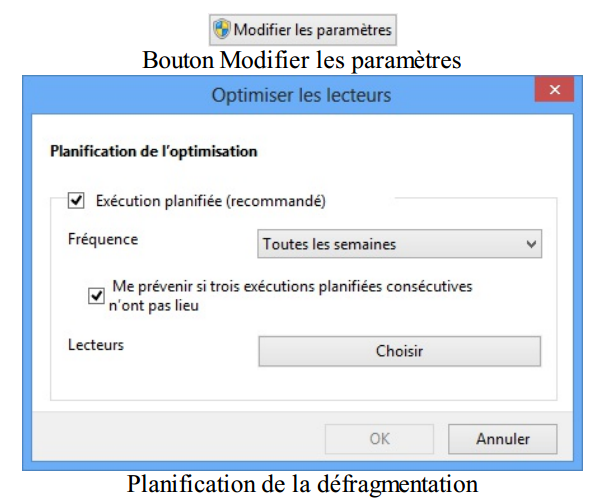 Modifier les paramètres
Bouton Modifier les paramètres
Optimiser les lecteurs
Planification de l'optimisation
Exécution planifiée (recommandé)
Fréquence Toutes les semaines
Me prévenir si trois exécutions planifiées consécutives
n'ont pas lieu
Lecteurs Choisir
OK Annuler
Planification de la défragmentation